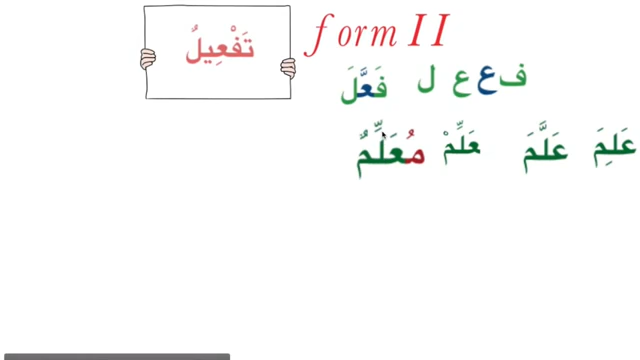 تَفْعِيلٌ
form II
ف ع ع ل فَعَّلَ
عَلِمَ عَلَّمَ عَلِّمْ مُعَلِّمٌ